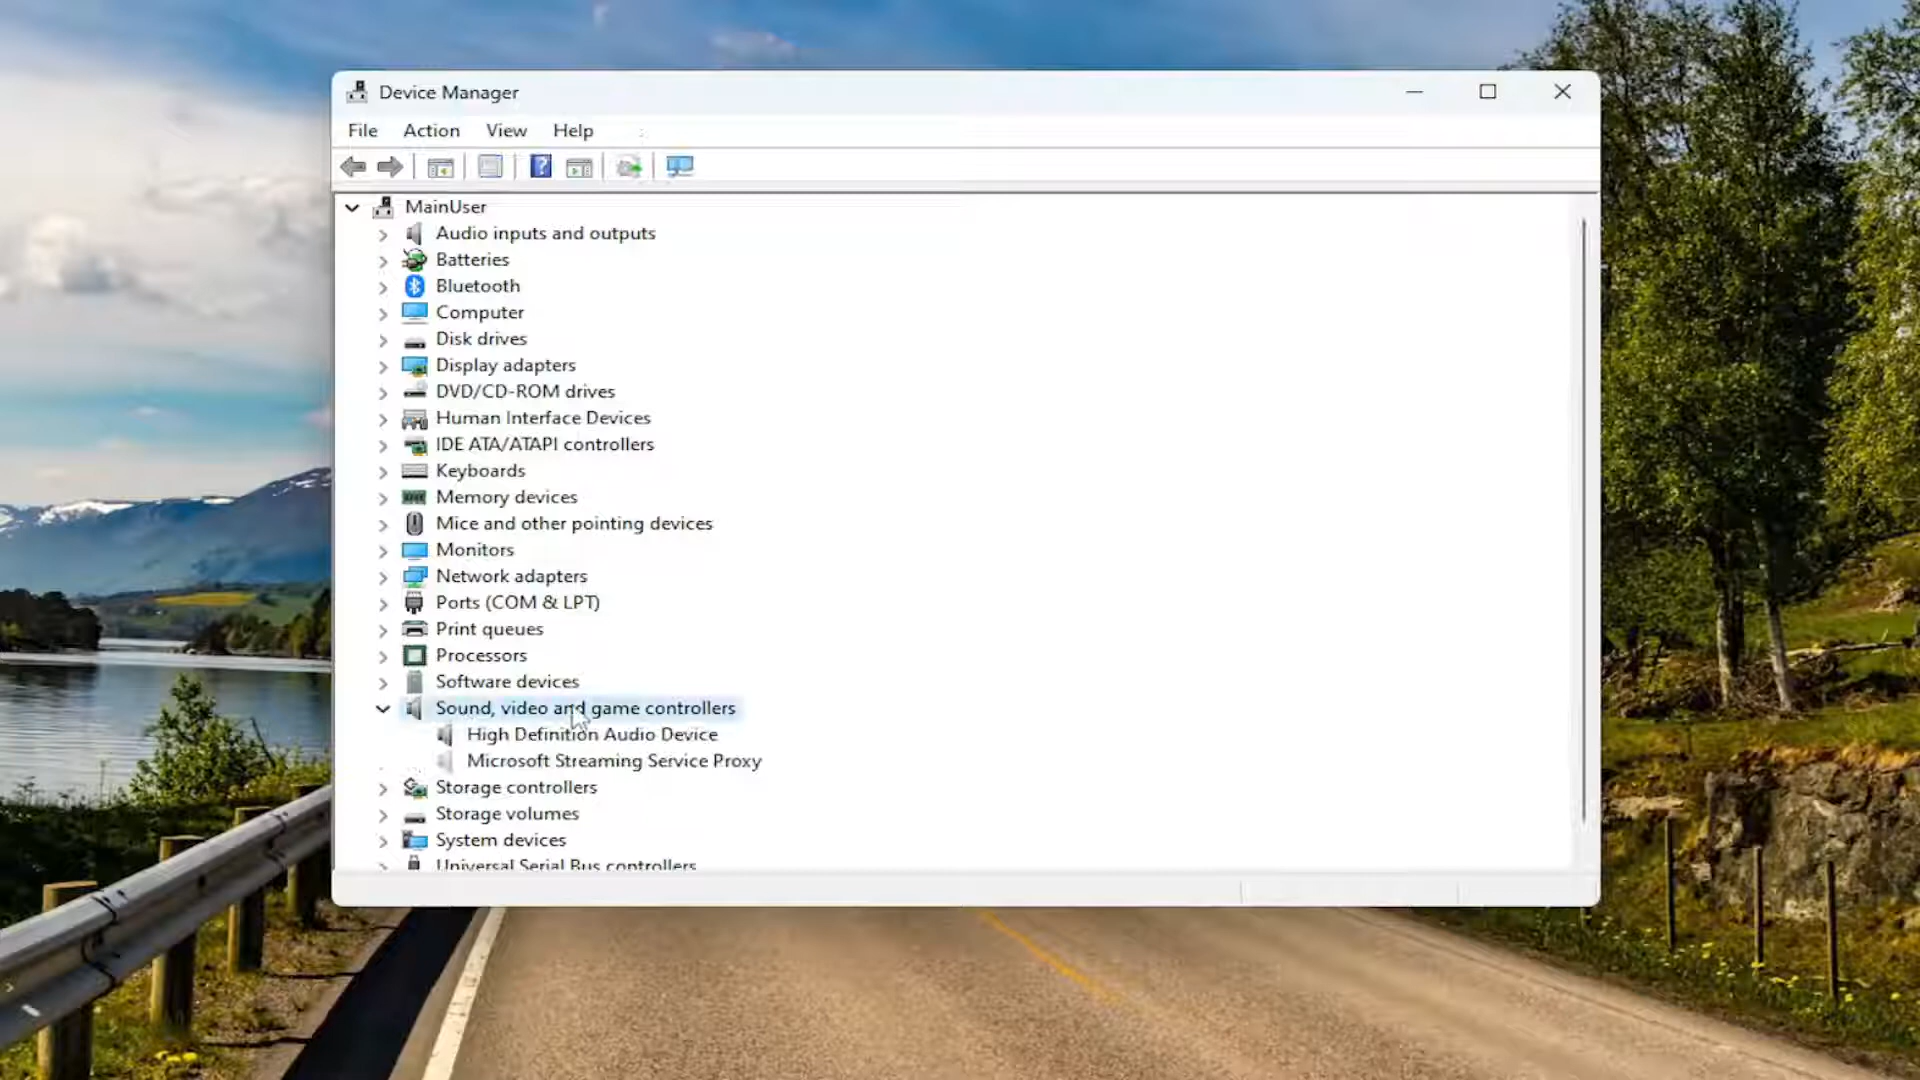 Device Manager
File Action View Help
MainUser
Audio inputs and outputs
Batteries
Bluetooth
Computer
Disk drives
Display adapters
DVD/CD-ROM drives
Human Interface Devices
IDE ATA/ATAPI controllers
Keyboards
Memory devices
Mice and other pointing devices
Monitors
Network adapters
Ports (COM & LPT)
Print queues
Processors
Software devices
Sound, video and game controllers
High Definition Audio Device
Microsoft Streaming Service Proxy
Storage controllers
Storage volumes
System devices
Universal Serial Bus controllers